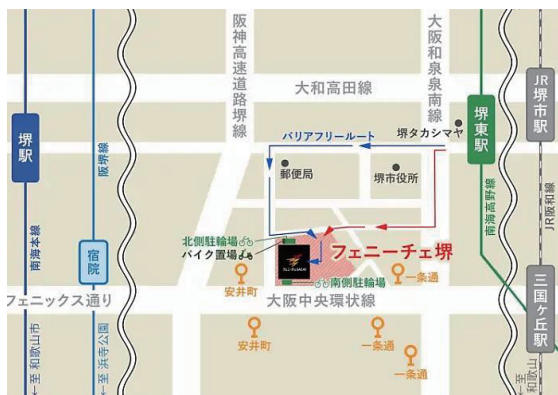 阪神高速道路堺線
大阪和泉泉南線
大和高田線
JR堺市駅
堺東駅
堺駅
阪堺線
バリアフリールート
堺タカシマヤ
郵便局
堺市役所
南海高野線
JR阪和線
南海本線
宿院
北側駐輪場
バイク置場
フェニーチェ堺
南側駐輪場
安井町
一条通
フェニックス通り
大阪中央環状線
三国ヶ丘駅
安井町
一条通
一条通
←至 和歌山市
←至 浜寺公園
←至 和歌山